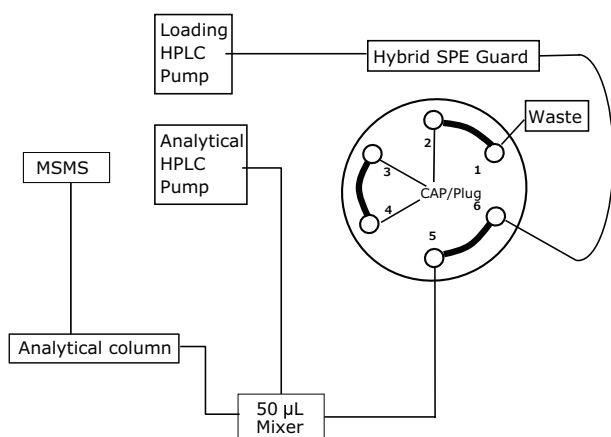 Loading
HPLC
Pump
Hybrid SPE Guard
Waste
Analytical
HPLC
Pump
MSMS
2
1
3
CAP/Plug
4
6
5
Analytical column
50 µL
Mixer